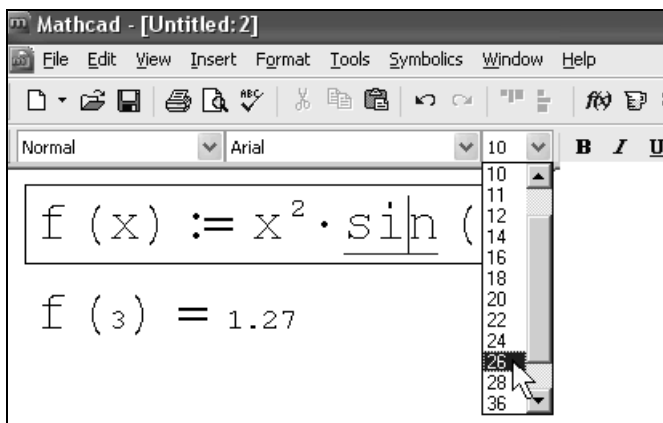 Mathcad - [Untitled:2]
File Edit View Insert Format Tools Symbolics Window Help
ABC f(x)
Normal Arial 10 B I U
10
11
12
14
16
18
20
22
24
26
28
36
f (x) := x² · sin (
f (3) = 1.27